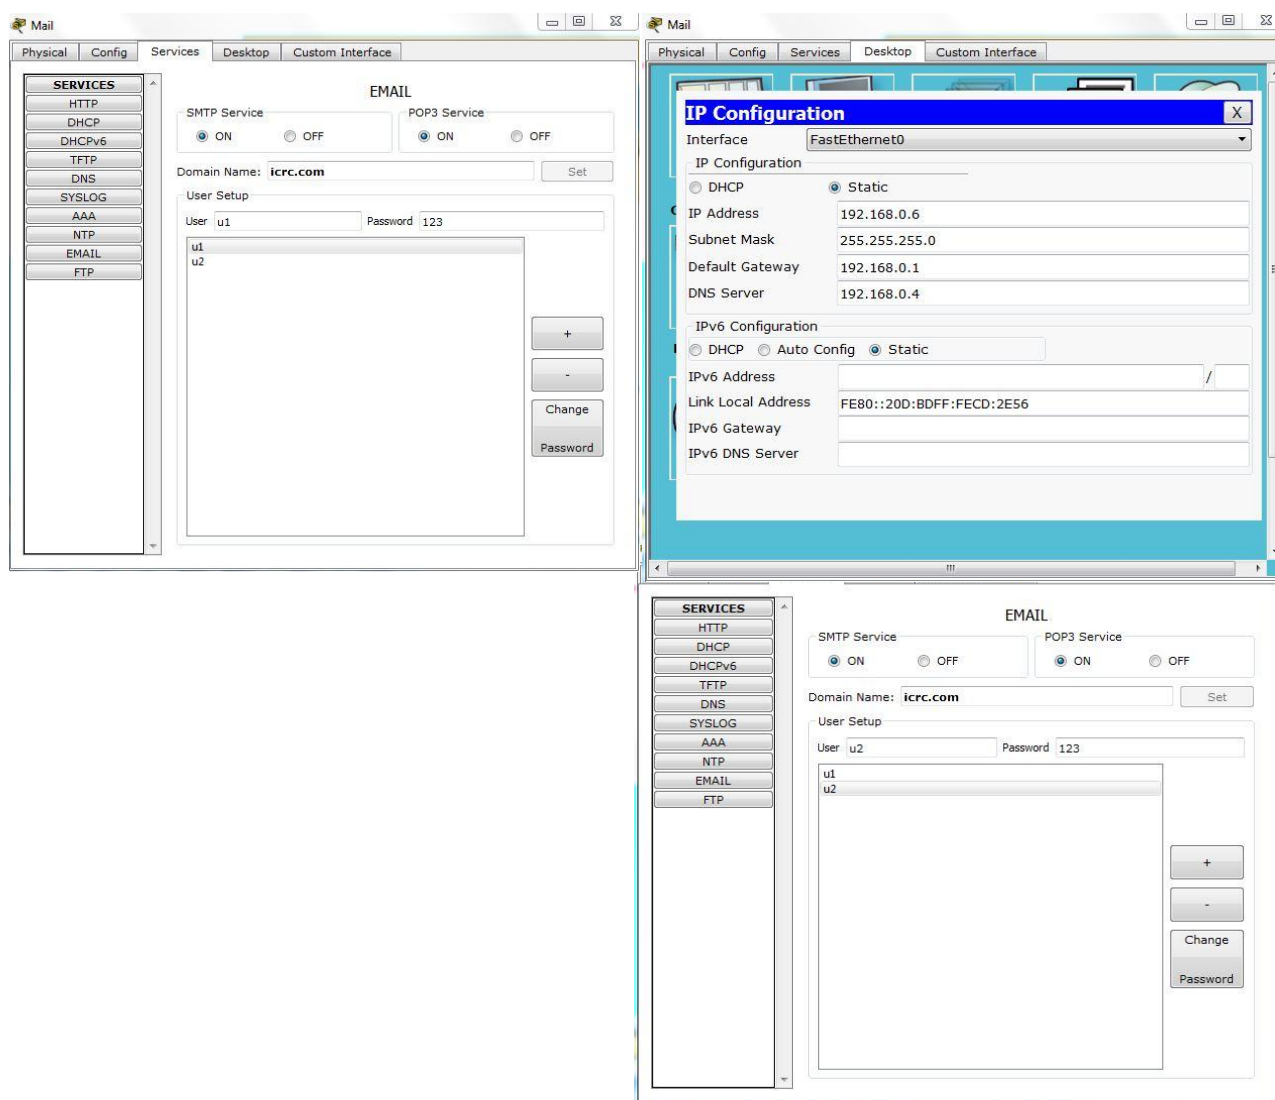 Mail
Physical Config Services Desktop Custom Interface
SERVICES
HTTP
DHCP
DHCPv6
TFTP
DNS
SYSLOG
AAA
NTP
EMAIL
FTP
EMAIL
SMTP Service POP3 Service
ON OFF ON OFF
Domain Name: icrc.com Set
User Setup
User u1 Password 123
u1
u2
+
-
Change
Password
Mail
Physical Config Services Desktop Custom Interface
IP Configuration X
Interface FastEthernet0
IP Configuration
DHCP Static
IP Address 192.168.0.6
Subnet Mask 255.255.255.0
Default Gateway 192.168.0.1
DNS Server 192.168.0.4
IPv6 Configuration
DHCP Auto Config Static
IPv6 Address /
Link Local Address FE80::20D:BDFF:FECD:2E56
IPv6 Gateway
IPv6 DNS Server
SERVICES
HTTP
DHCP
DHCPv6
TFTP
DNS
SYSLOG
AAA
NTP
EMAIL
FTP
EMAIL
SMTP Service POP3 Service
ON OFF ON OFF
Domain Name: icrc.com Set
User Setup
User u2 Password 123
u1
u2
+
-
Change
Password